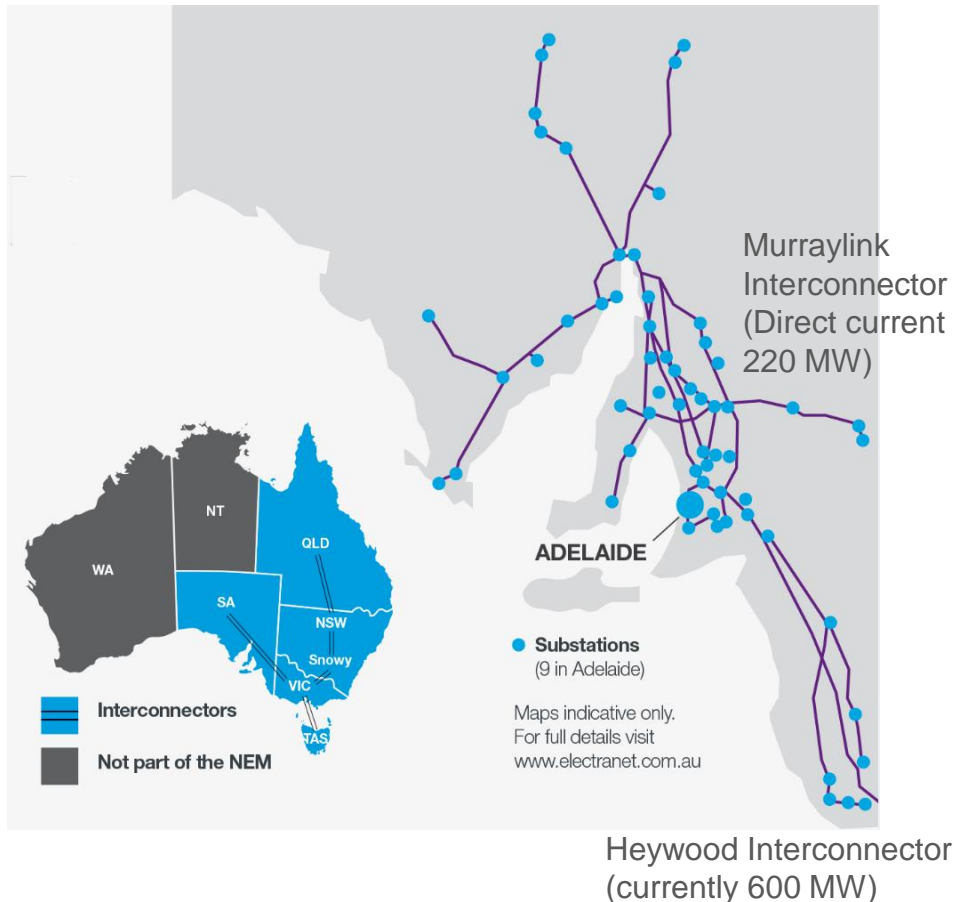 Murraylink
Interconnector
(Direct current
220 MW)
NT
QLD
WA
ADELAIDE
SA
NSW
Snowy
VIC
TAS
Substations
(9 in Adelaide)
Interconnectors
Not part of the NEM
Maps indicative only.
For full details visit
www.electranet.com.au
Heywood Interconnector
(currently 600 MW)